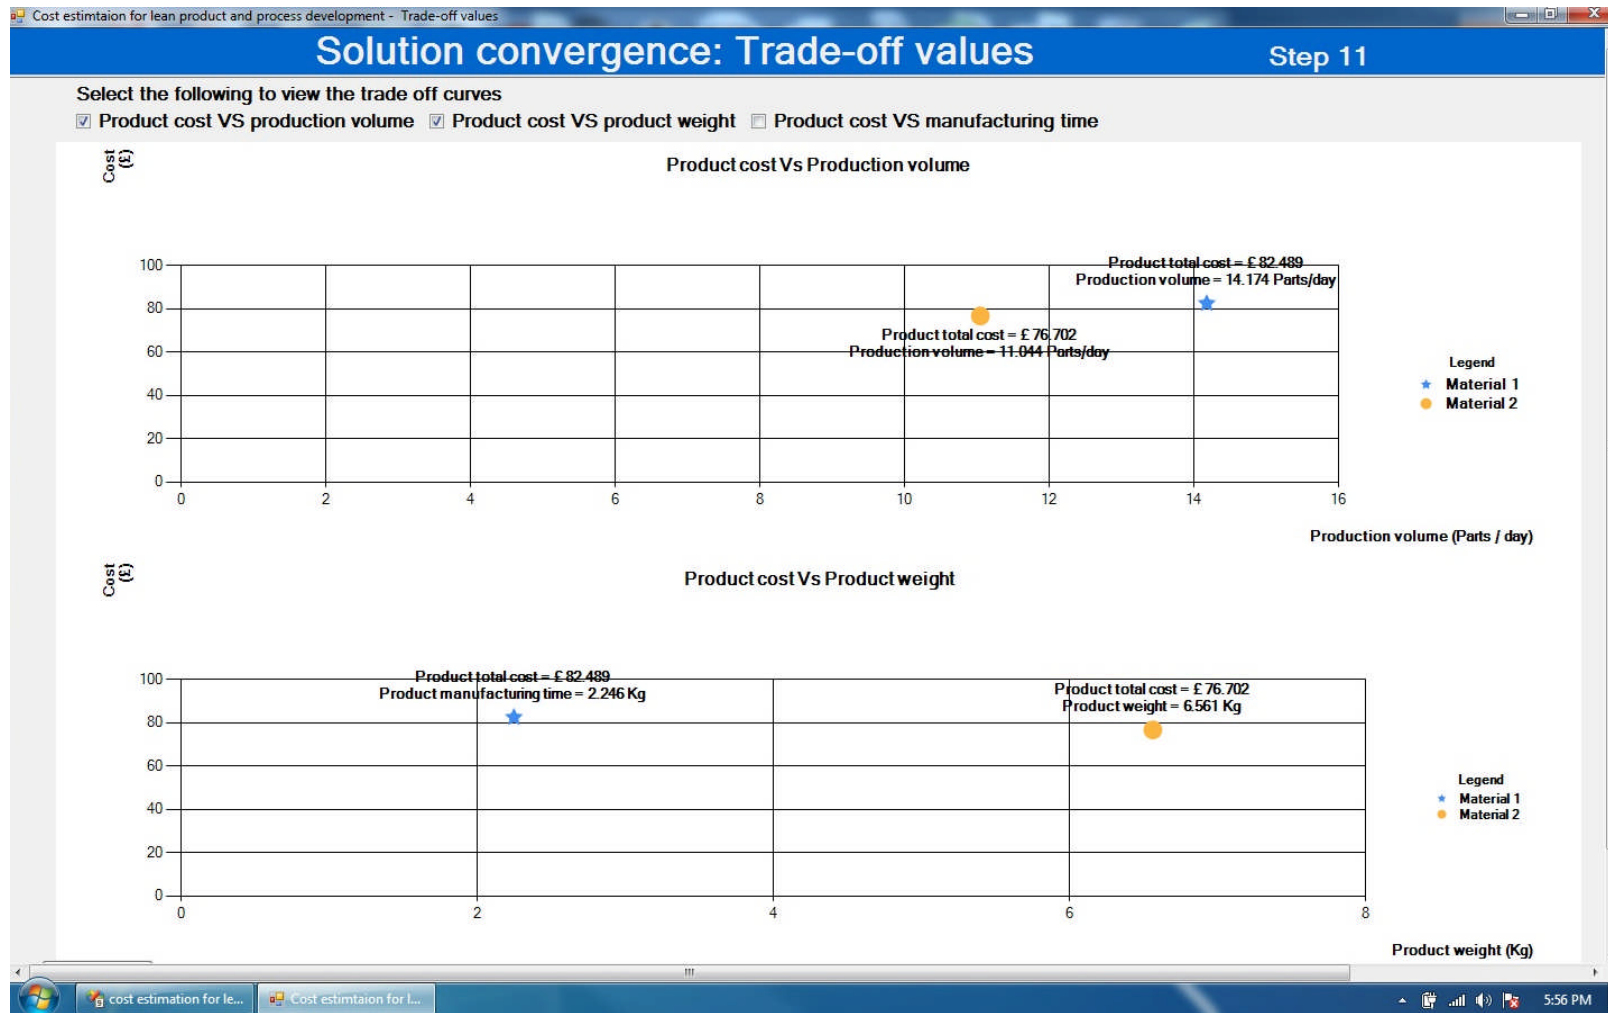 Cost estimtaion for lean product and process development - Trade-off values
Solution convergence: Trade-off values
Step 11
Select the following to view the trade off curves
Product cost VS production volume
Product cost VS product weight
Product cost VS manufacturing time
Cost
(£)
Product cost Vs Production volume
100
80
60
40
20
0
0 2 4 6 8 10 12 14 16
Product total cost = £ 82.489
Production volume = 14.174 Parts/day
Product total cost = £ 76.702
Production volume = 11.044 Parts/day
Legend
Material 1
Material 2
Production volume (Parts / day)
Cost
(£)
Product cost Vs Product weight
100
80
60
40
20
0
0 2 4 6 8
Product total cost = £ 82.489
Product manufacturing time = 2.246 Kg
Product total cost = £ 76.702
Product weight = 6.561 Kg
Legend
Material 1
Material 2
Product weight (Kg)
cost estimation for le...
Cost estimtaion for l...
5:56 PM